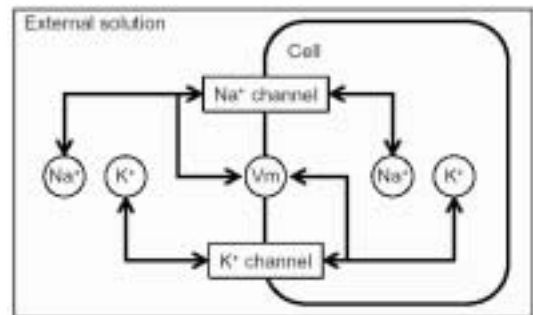 External solution
Cell
Na⁺ channel
Na⁺
K⁺
Vm
Na⁺
K⁺
K⁺ channel